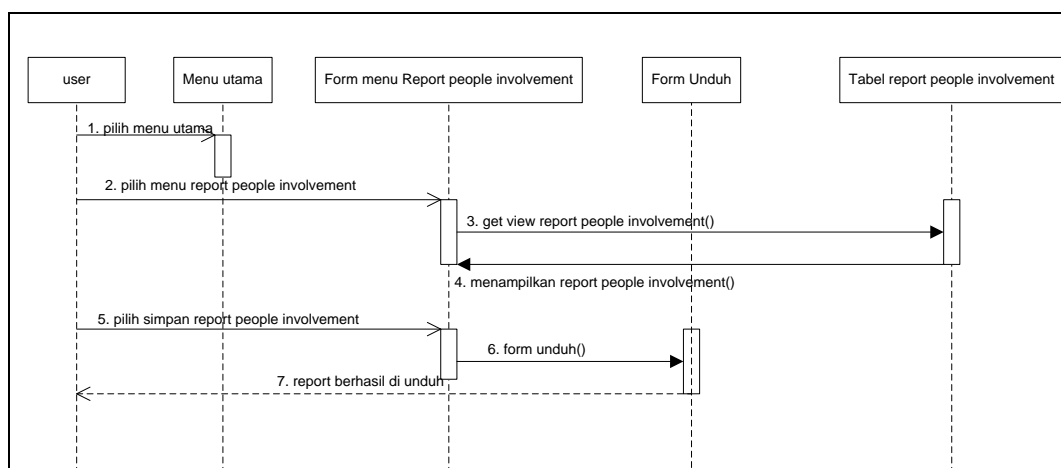 user
Menu utama
Form menu Report people involvement
Form Unduh
Tabel report people involvement
1. pilih menu utama
2. pilih menu report people involvement
3. get view report people involvement()
4. menampilkan report people involvement()
5. pilih simpan report people involvement
6. form unduh()
7. report berhasil di unduh